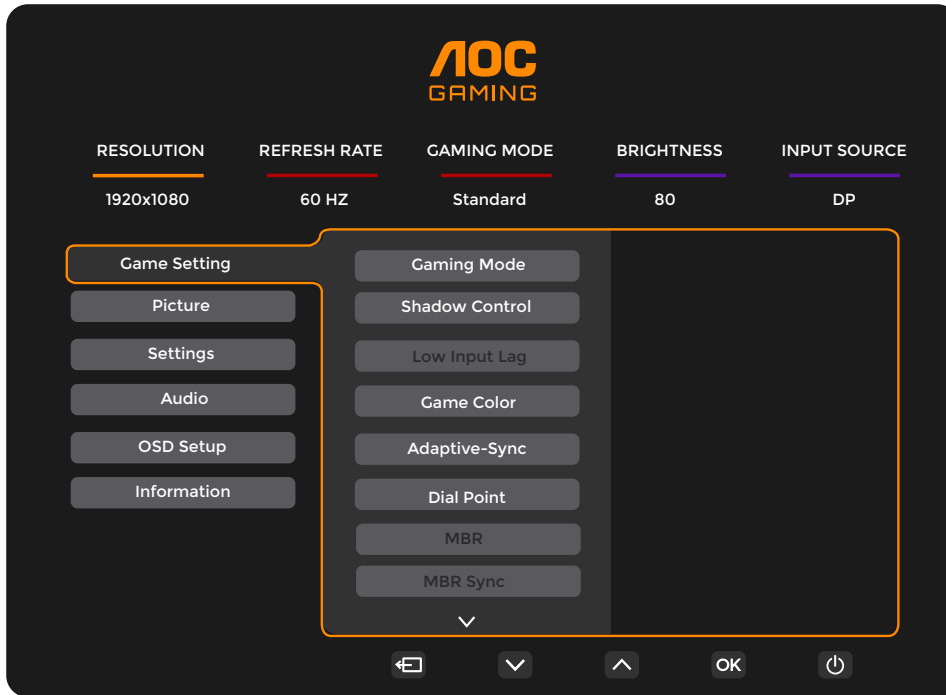 AOC
GAMING
RESOLUTION REFRESH RATE GAMING MODE BRIGHTNESS INPUT SOURCE
1920x1080 60 HZ Standard 80 DP
Game Setting
Picture
Settings
Audio
OSD Setup
Information
Gaming Mode
Shadow Control
Low Input Lag
Game Color
Adaptive-Sync
Dial Point
MBR
MBR Sync
OK